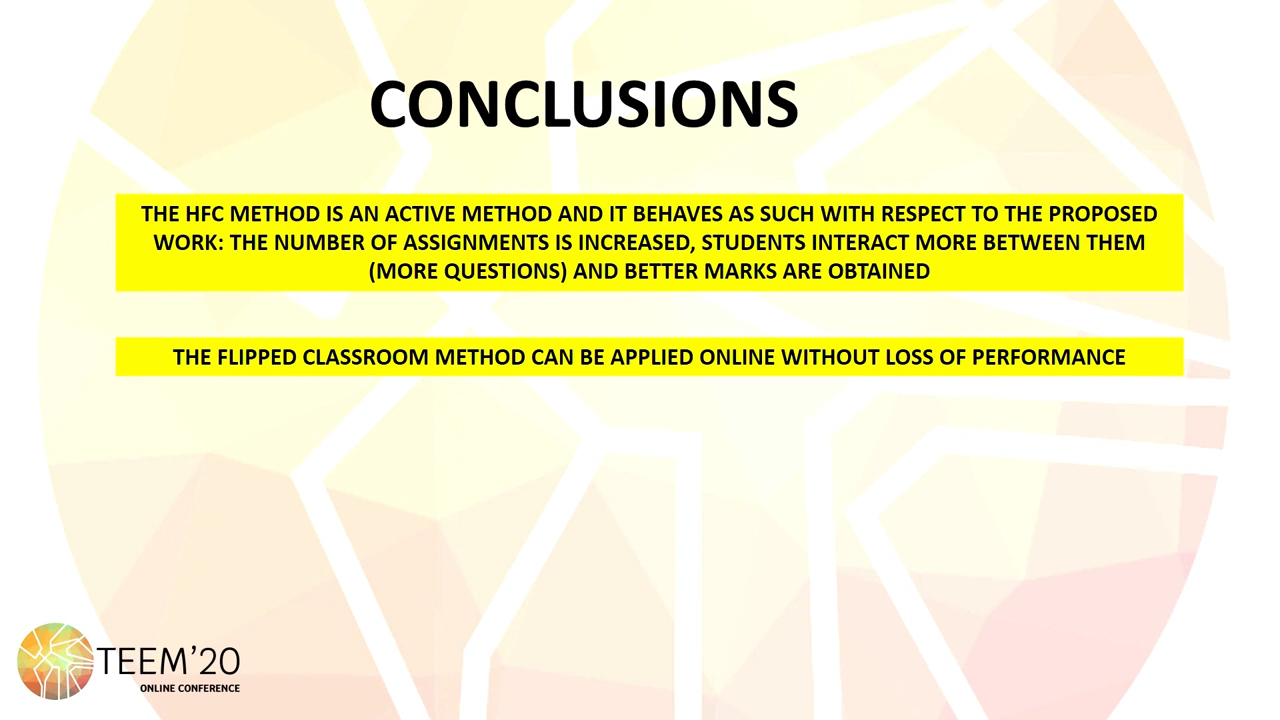 CONCLUSIONS
THE HFC METHOD IS AN ACTIVE METHOD AND IT BEHAVES AS SUCH WITH RESPECT TO THE PROPOSED
WORK: THE NUMBER OF ASSIGNMENTS IS INCREASED, STUDENTS INTERACT MORE BETWEEN THEM
(MORE QUESTIONS) AND BETTER MARKS ARE OBTAINED
THE FLIPPED CLASSROOM METHOD CAN BE APPLIED ONLINE WITHOUT LOSS OF PERFORMANCE
TEEM’20
ONLINE CONFERENCE